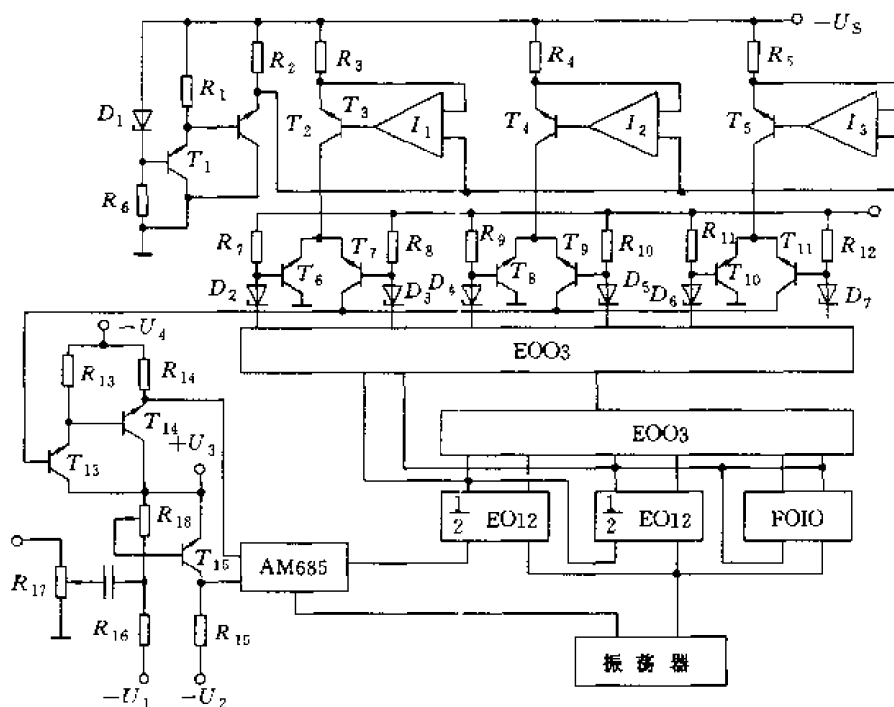 −U_S
R_1
R_2
R_3
R_4
R_5
D_1
T_1
T_2
T_3
I_1
T_4
I_2
T_5
I_3
R_6
R_7
T_6
T_7
R_8
R_9
T_8
T_9
R_10
R_11
T_10
T_11
R_12
D_2
D_3
D_4
D_5
D_6
D_7
−U_4
EOO3
R_13
R_14
T_14
+U_3
T_13
EOO3
R_18
1/2 EO12
1/2 EO12
FOIO
T_15
AM685
R_17
R_16
R_15
振荡器
−U_1
−U_2